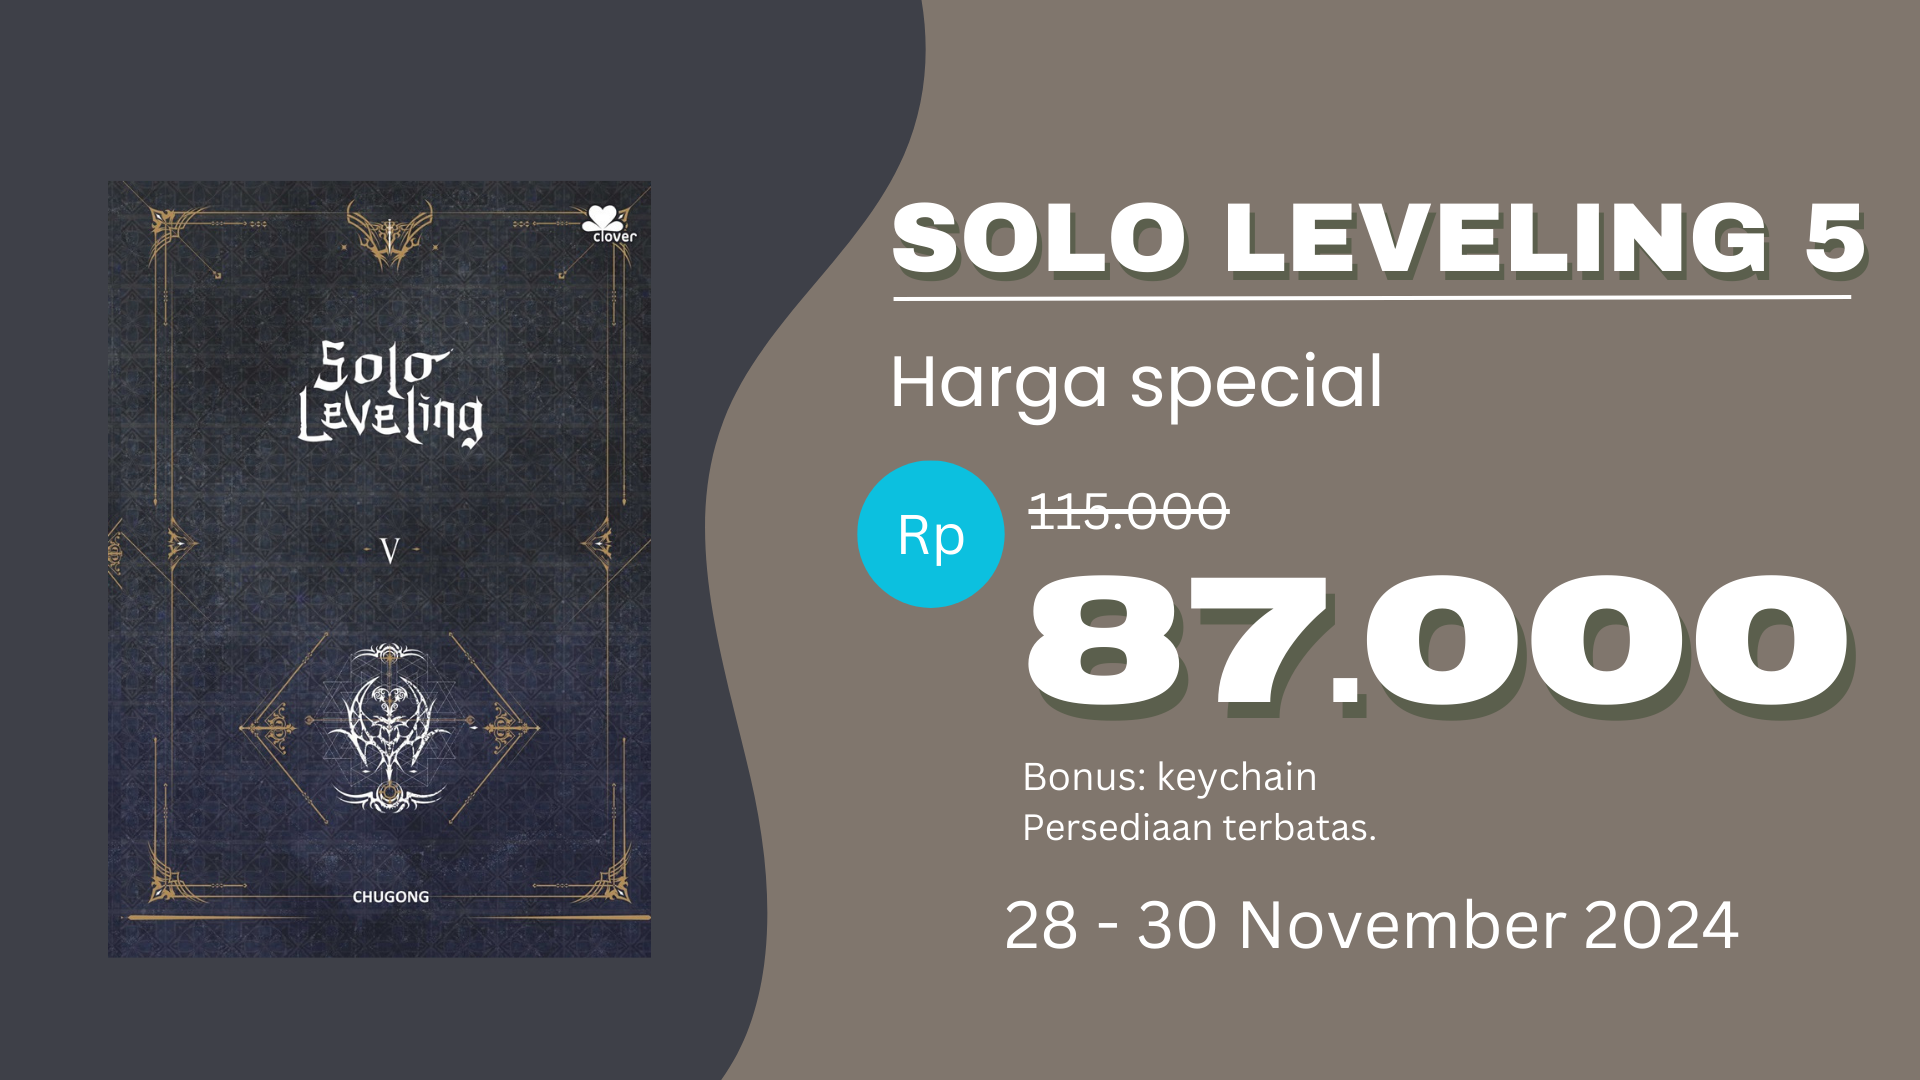 clover
Solo
Leveling
- V -
CHUGONG
SOLO LEVELING 5
Harga special
Rp
115.000
87.000
Bonus: keychain
Persediaan terbatas.
28 - 30 November 2024